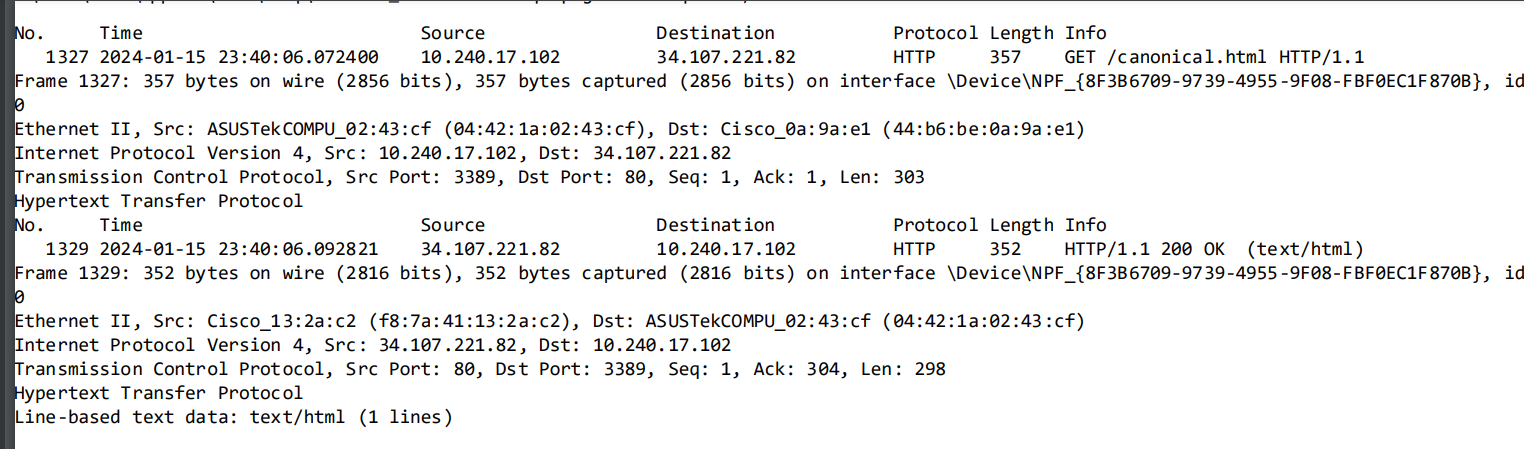 No. Time Source Destination Protocol Length Info
1327 2024-01-15 23:40:06.072400 10.240.17.102 34.107.221.82 HTTP 357 GET /canonical.html HTTP/1.1
Frame 1327: 357 bytes on wire (2856 bits), 357 bytes captured (2856 bits) on interface \Device\NPF_{8F3B6709-9739-4955-9F08-FBF0EC1F870B}, id
0
Ethernet II, Src: ASUSTekCOMPU_02:43:cf (04:42:1a:02:43:cf), Dst: Cisco_0a:9a:e1 (44:b6:be:0a:9a:e1)
Internet Protocol Version 4, Src: 10.240.17.102, Dst: 34.107.221.82
Transmission Control Protocol, Src Port: 3389, Dst Port: 80, Seq: 1, Ack: 1, Len: 303
Hypertext Transfer Protocol
No. Time Source Destination Protocol Length Info
1329 2024-01-15 23:40:06.092821 34.107.221.82 10.240.17.102 HTTP 352 HTTP/1.1 200 OK (text/html)
Frame 1329: 352 bytes on wire (2816 bits), 352 bytes captured (2816 bits) on interface \Device\NPF_{8F3B6709-9739-4955-9F08-FBF0EC1F870B}, id
0
Ethernet II, Src: Cisco_13:2a:c2 (f8:7a:41:13:2a:c2), Dst: ASUSTekCOMPU_02:43:cf (04:42:1a:02:43:cf)
Internet Protocol Version 4, Src: 34.107.221.82, Dst: 10.240.17.102
Transmission Control Protocol, Src Port: 80, Dst Port: 3389, Seq: 1, Ack: 304, Len: 298
Hypertext Transfer Protocol
Line-based text data: text/html (1 lines)